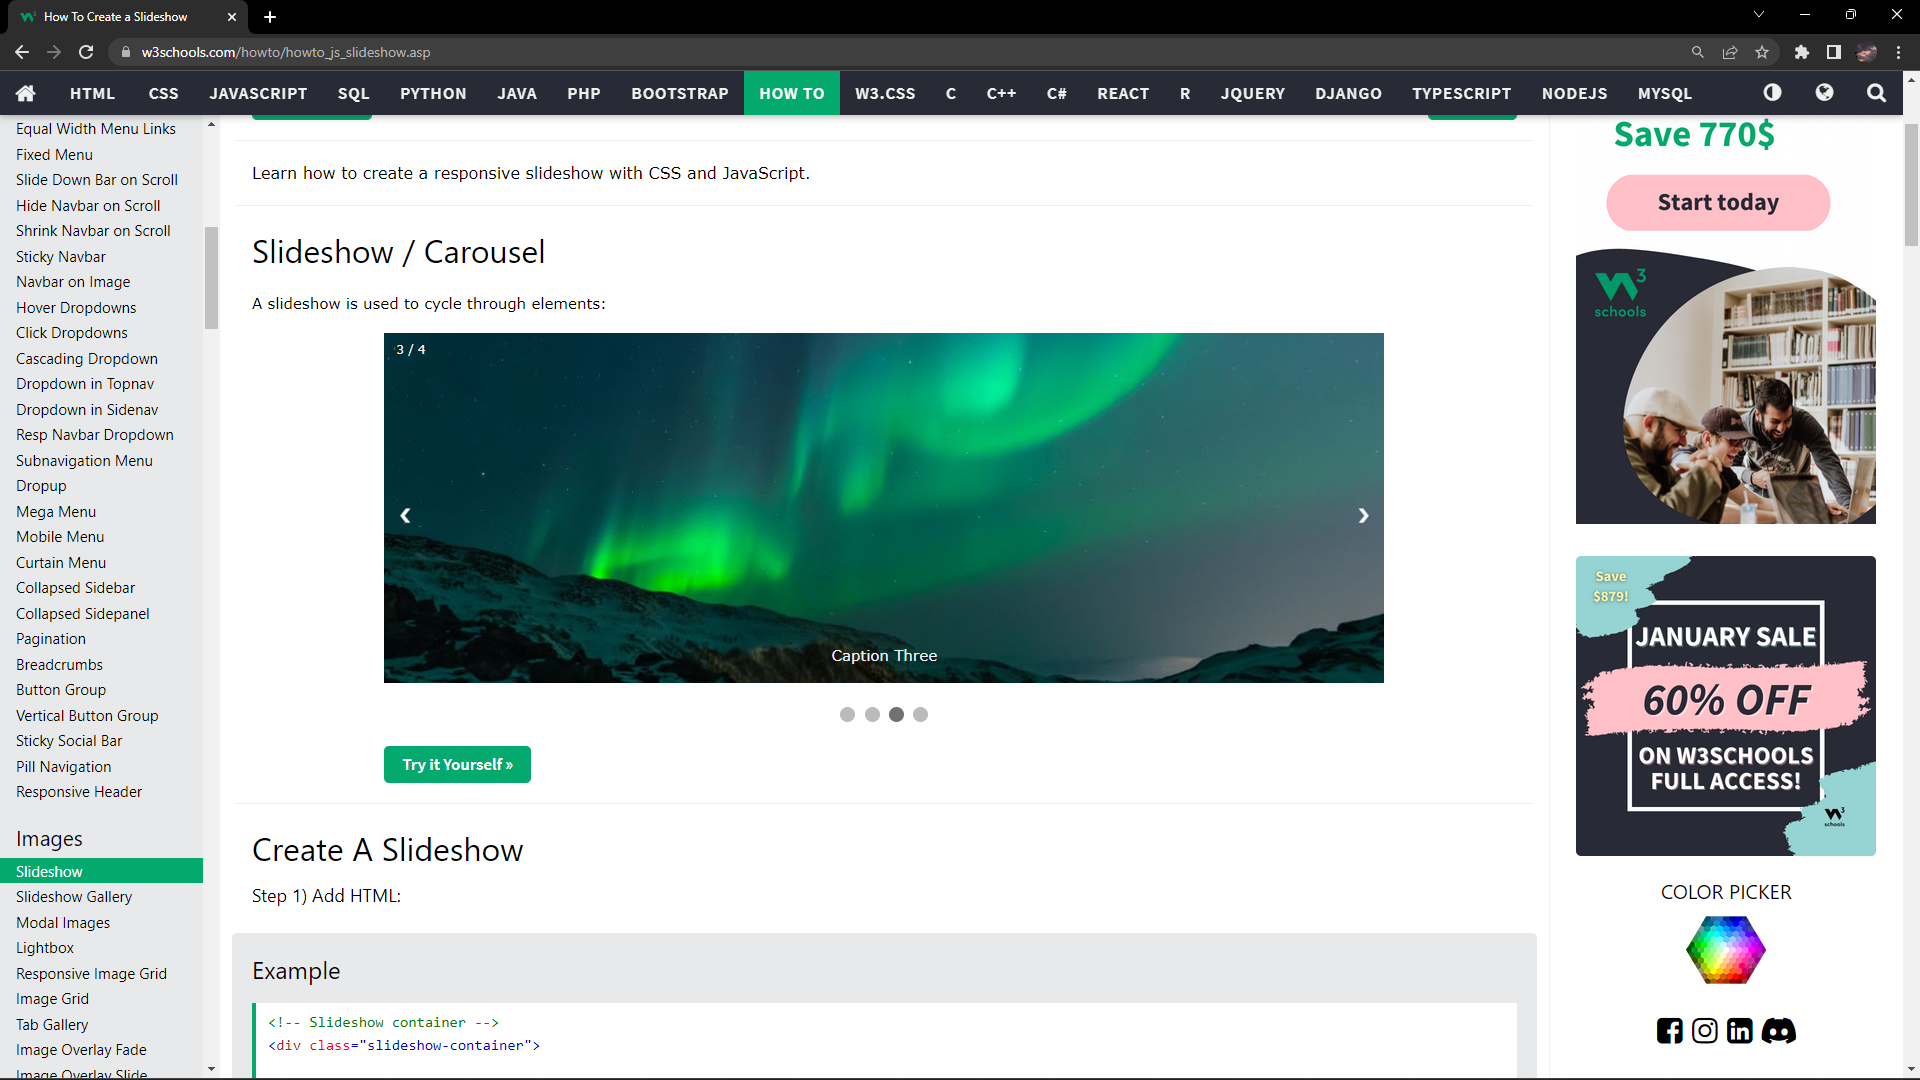 How To Create a Slideshow
w3schools.com/howto/howto_js_slideshow.asp
HTML CSS JAVASCRIPT SQL PYTHON JAVA PHP BOOTSTRAP HOW TO W3.CSS C C++ C# REACT R JQUERY DJANGO TYPESCRIPT NODEJS MYSQL
Equal Width Menu Links
Fixed Menu
Slide Down Bar on Scroll
Hide Navbar on Scroll
Shrink Navbar on Scroll
Sticky Navbar
Navbar on Image
Hover Dropdowns
Click Dropdowns
Cascading Dropdown
Dropdown in Topnav
Dropdown in Sidenav
Resp Navbar Dropdown
Subnavigation Menu
Dropup
Mega Menu
Mobile Menu
Curtain Menu
Collapsed Sidebar
Collapsed Sidepanel
Pagination
Breadcrumbs
Button Group
Vertical Button Group
Sticky Social Bar
Pill Navigation
Responsive Header
Images
Slideshow
Slideshow Gallery
Modal Images
Lightbox
Responsive Image Grid
Image Grid
Tab Gallery
Image Overlay Fade
Image Overlay Slide
Learn how to create a responsive slideshow with CSS and JavaScript.
Slideshow / Carousel
A slideshow is used to cycle through elements:
3 / 4
❮ ❯
Caption Three
Try it Yourself »
Create A Slideshow
Step 1) Add HTML:
Example
<!-- Slideshow container -->
<div class="slideshow-container">
Save 770$
Start today
W3
schools
Save
$879!
JANUARY SALE
60% OFF
ON W3SCHOOLS
FULL ACCESS!
W3
schools
COLOR PICKER